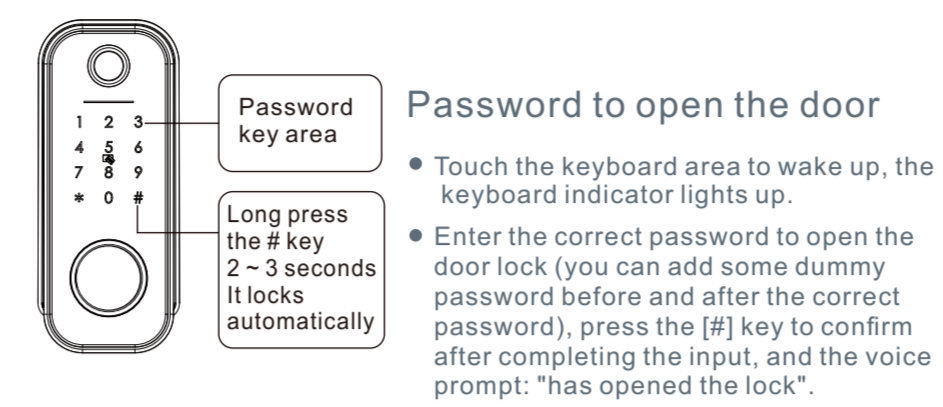 1 2 3
4 5 6
7 8 9
* 0 #
Password
key area
Long press
the # key
2 ~ 3 seconds
It locks
automatically
Password to open the door
● Touch the keyboard area to wake up, the
keyboard indicator lights up.
● Enter the correct password to open the
door lock (you can add some dummy
password before and after the correct
password), press the [#] key to confirm
after completing the input, and the voice
prompt: "has opened the lock".